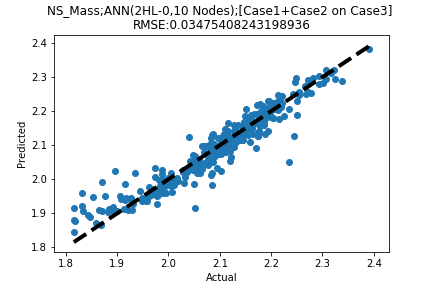 NS_Mass;ANN(2HL-0,10 Nodes);[Case1+Case2 on Case3]
RMSE:0.03475408243198936
2.4
2.3
2.2
2.1
2.0
1.9
1.8
Predicted
1.8 1.9 2.0 2.1 2.2 2.3 2.4
Actual